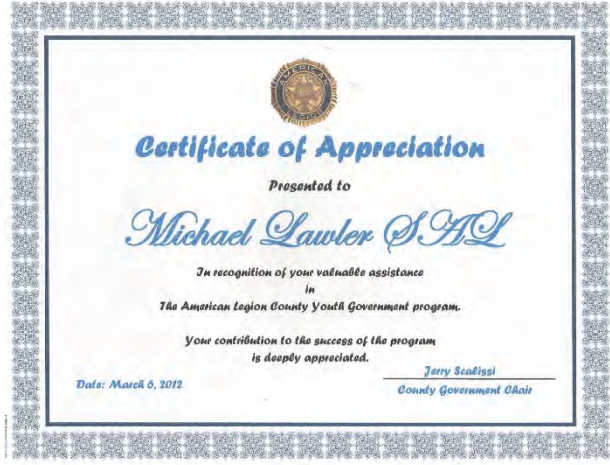 AMERICAN
LEGION
Certificate of Appreciation
Presented to
Michael Lawler SAL
In recognition of your valuable assistance
in
The American Legion County Youth Government program.
Your contribution to the success of the program
is deeply appreciated.
Jerry Scalissi
Date: March 6, 2012
County Government Chair